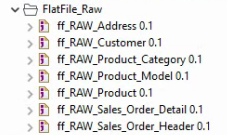 FlatFile_Raw
ff_RAW_Address 0.1
ff_RAW_Customer 0.1
ff_RAW_Product_Category 0.1
ff_RAW_Product_Model 0.1
ff_RAW_Product 0.1
ff_RAW_Sales_Order_Detail 0.1
ff_RAW_Sales_Order_Header 0.1